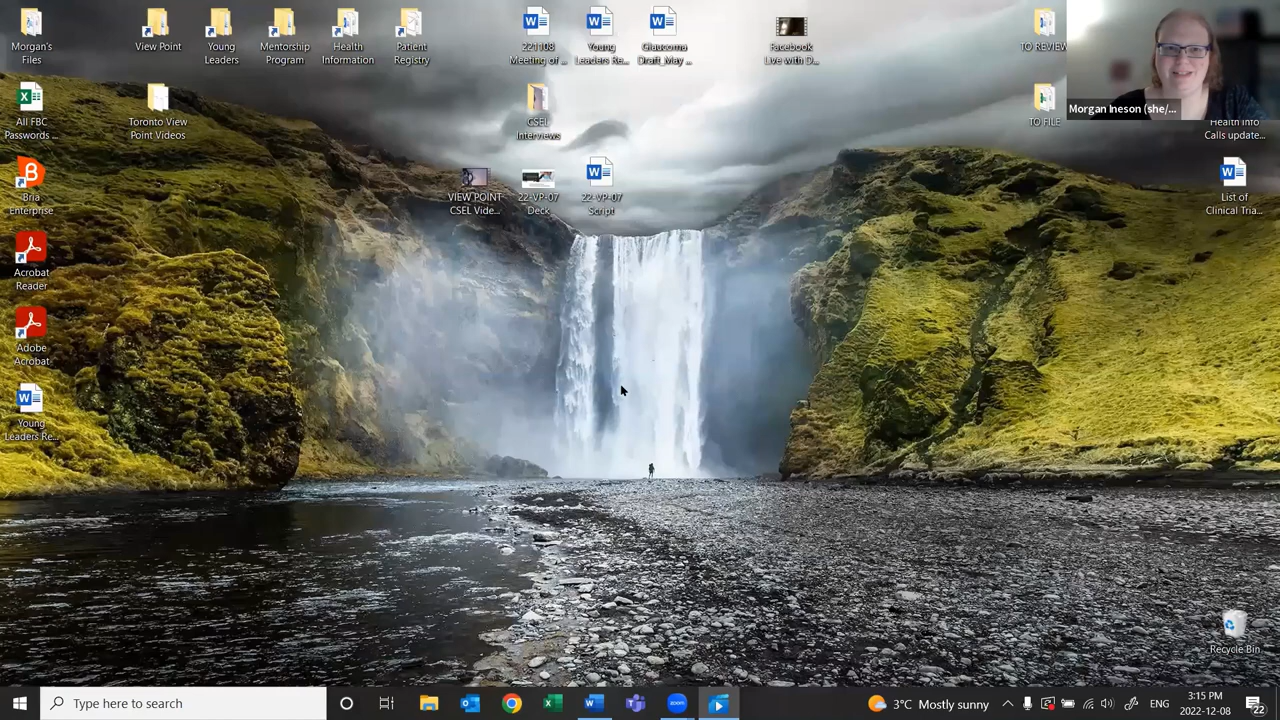 Morgan's
Files
View Point
Young
Leaders
Mentorship
Program
Health
Information
Patient
Registry
221108
Meeting of ...
Young
Leaders Re...
Glaucoma
Draft_May ...
Facebook
Live with D...
TO REVIEW
Morgan Ineson (she/...
All FBC
Passwords ...
Toronto View
Point Videos
CSEL
Interviews
TO FILE
Health Info
Calls update...
Bria
Enterprise
VIEW POINT
CSEL Vide...
22-VP-07
Deck
22-VP-07
Script
List of
Clinical Tria...
Acrobat
Reader
Adobe
Acrobat
Young
Leaders Re...
Recycle Bin
Type here to search
zoom
3°C Mostly sunny
ENG
3:15 PM
2022-12-08
22